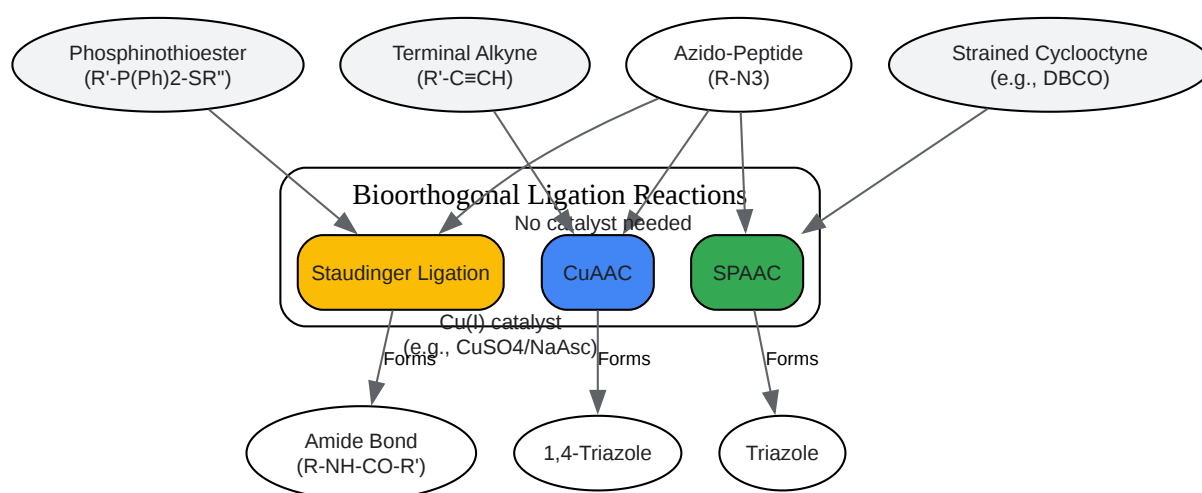 Phosphinothioester
(R'-P(Ph)2-SR")
Terminal Alkyne
(R'-C≡CH)
Azido-Peptide
(R-N3)
Strained Cyclooctyne
(e.g., DBCO)
Bioorthogonal Ligation Reactions
No catalyst needed
Staudinger Ligation
CuAAC
SPAAC
Cu(I) catalyst
(e.g., CuSO4/NaAsc)
Forms
Forms
Forms
Amide Bond
(R-NH-CO-R')
1,4-Triazole
Triazole